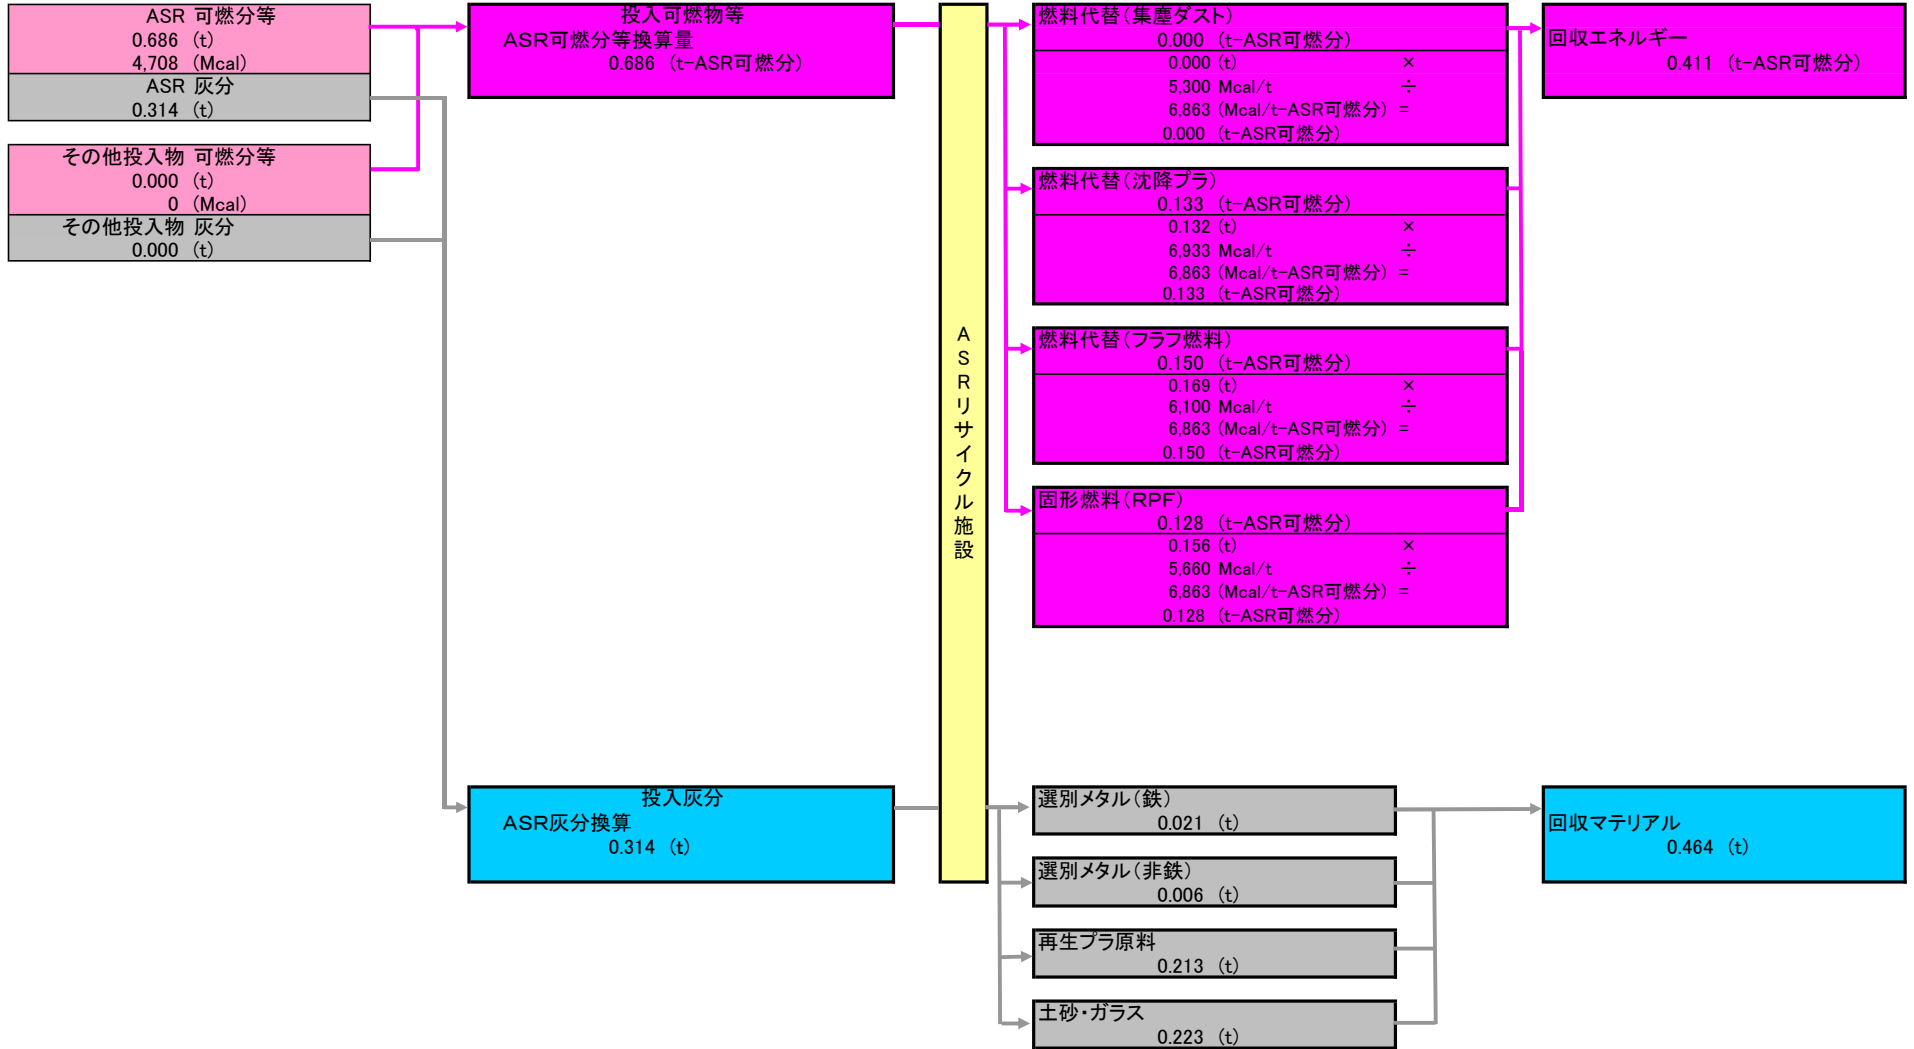 ASR 可燃分等
0.686 (t)
4,708 (Mcal)
ASR 灰分
0.314 (t)
その他投入物 可燃分等
0.000 (t)
0 (Mcal)
その他投入物 灰分
0.000 (t)
投入可燃物等
ASR可燃分等換算量
0.686 (t-ASR可燃分)
投入灰分
ASR灰分換算
0.314 (t)
ASRリサイクル施設
燃料代替(集塵ダスト)
0.000 (t-ASR可燃分)
0.000 (t) ×
5,300 Mcal/t ÷
6,863 (Mcal/t-ASR可燃分) =
0.000 (t-ASR可燃分)
燃料代替(沈降プラ)
0.133 (t-ASR可燃分)
0.132 (t) ×
6,933 Mcal/t ÷
6,863 (Mcal/t-ASR可燃分) =
0.133 (t-ASR可燃分)
燃料代替(フラフ燃料)
0.150 (t-ASR可燃分)
0.169 (t) ×
6,100 Mcal/t ÷
6,863 (Mcal/t-ASR可燃分) =
0.150 (t-ASR可燃分)
固形燃料(RPF)
0.128 (t-ASR可燃分)
0.156 (t) ×
5,660 Mcal/t ÷
6,863 (Mcal/t-ASR可燃分) =
0.128 (t-ASR可燃分)
選別メタル(鉄)
0.021 (t)
選別メタル(非鉄)
0.006 (t)
再生プラ原料
0.213 (t)
土砂・ガラス
0.223 (t)
回収エネルギー
0.411 (t-ASR可燃分)
回収マテリアル
0.464 (t)